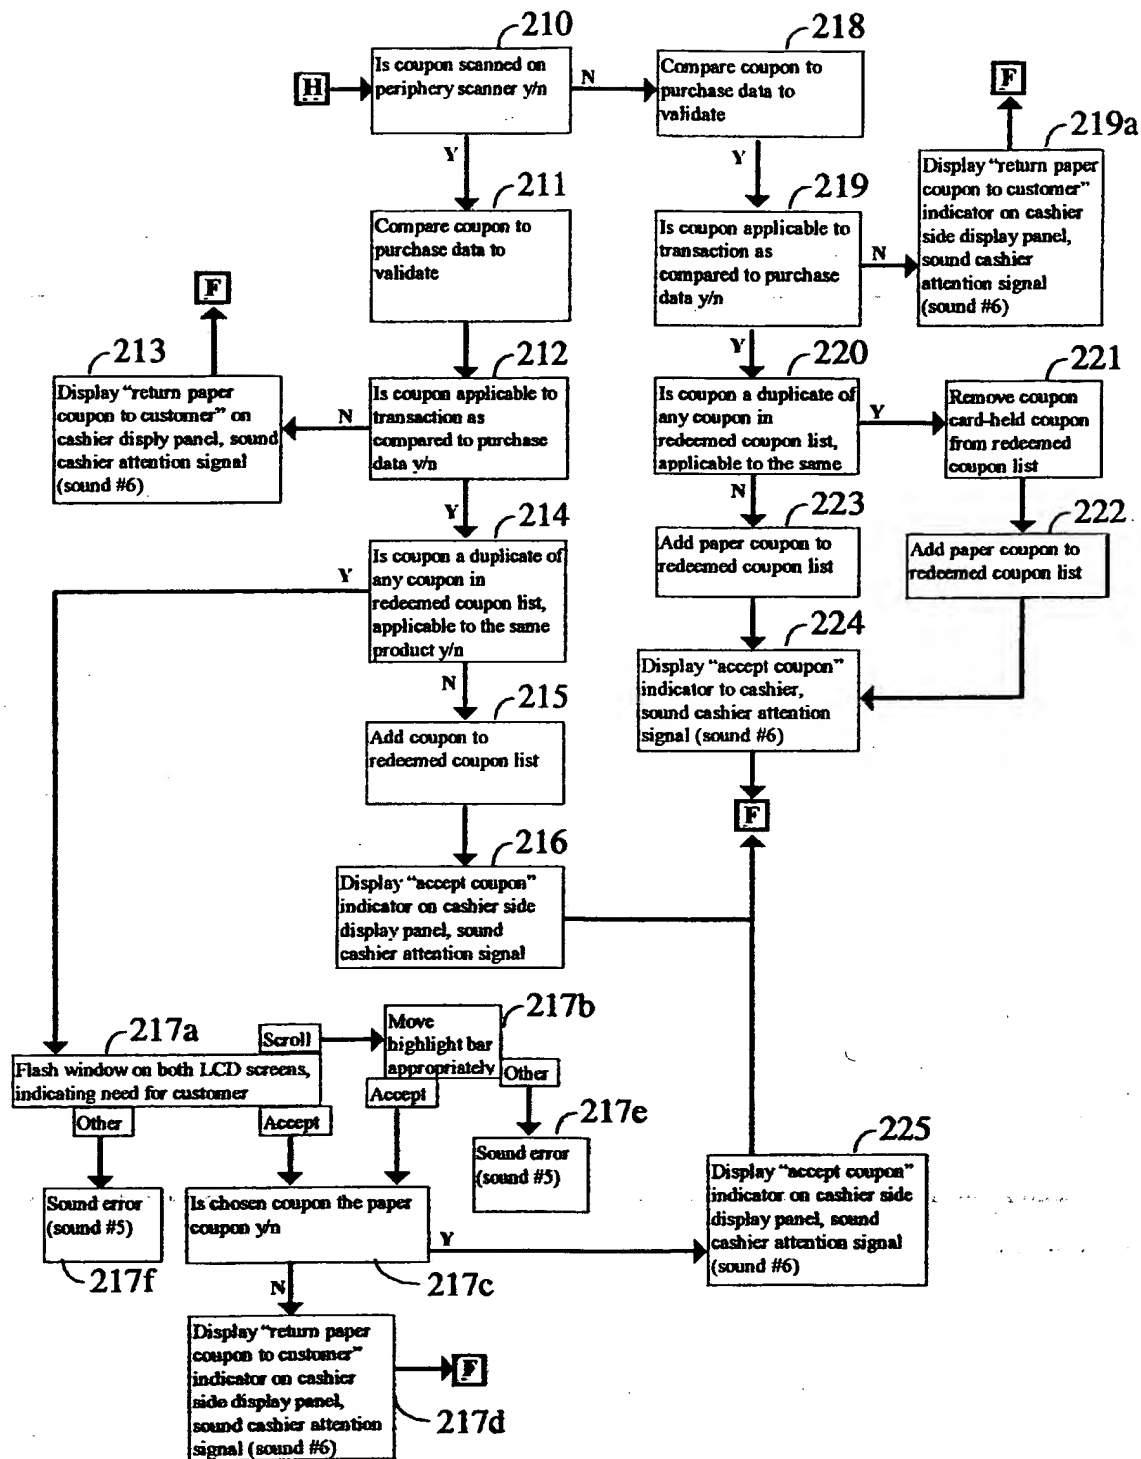 210
H
Is coupon scanned on
periphery scanner y/n
N
Y
218
Compare coupon to
purchase data to
validate
Y
F
219a
Display "return paper
coupon to customer"
indicator on cashier
side display panel,
sound cashier
attention signal
(sound #6)
211
Compare coupon to
purchase data to
validate
219
Is coupon applicable to
transaction as
compared to purchase
data y/n
N
Y
F
213
Display "return paper
coupon to customer" on
cashier disply panel, sound
cashier attention signal
(sound #6)
212
Is coupon applicable to
transaction as
compared to purchase
data y/n
N
Y
220
Is coupon a duplicate of
any coupon in
redeemed coupon list,
applicable to the same
Y
N
221
Remove coupon
card-held coupon
from redeemed
coupon list
214
Is coupon a duplicate of
any coupon in
redeemed coupon list,
applicable to the same
product y/n
Y
N
223
Add paper coupon to
redeemed coupon list
222
Add paper coupon to
redeemed coupon list
224
Display "accept coupon"
indicator to cashier,
sound cashier attention
signal (sound #6)
F
215
Add coupon to
redeemed coupon list
216
Display "accept coupon"
indicator on cashier side
display panel, sound
cashier attention signal
217a
Flash window on both LCD screens,
indicating need for customer
Scroll
Other
Accept
217b
Move
highlight bar
appropriately
Other
Accept
217e
Sound error
(sound #5)
Sound error
(sound #5)
217f
Is chosen coupon the paper
coupon y/n
217c
Y
N
225
Display "accept coupon"
indicator on cashier side
display panel, sound
cashier attention signal
(sound #6)
Display "return paper
coupon to customer"
indicator on cashier
side display panel,
sound cashier attention
signal (sound #6)
217d
F